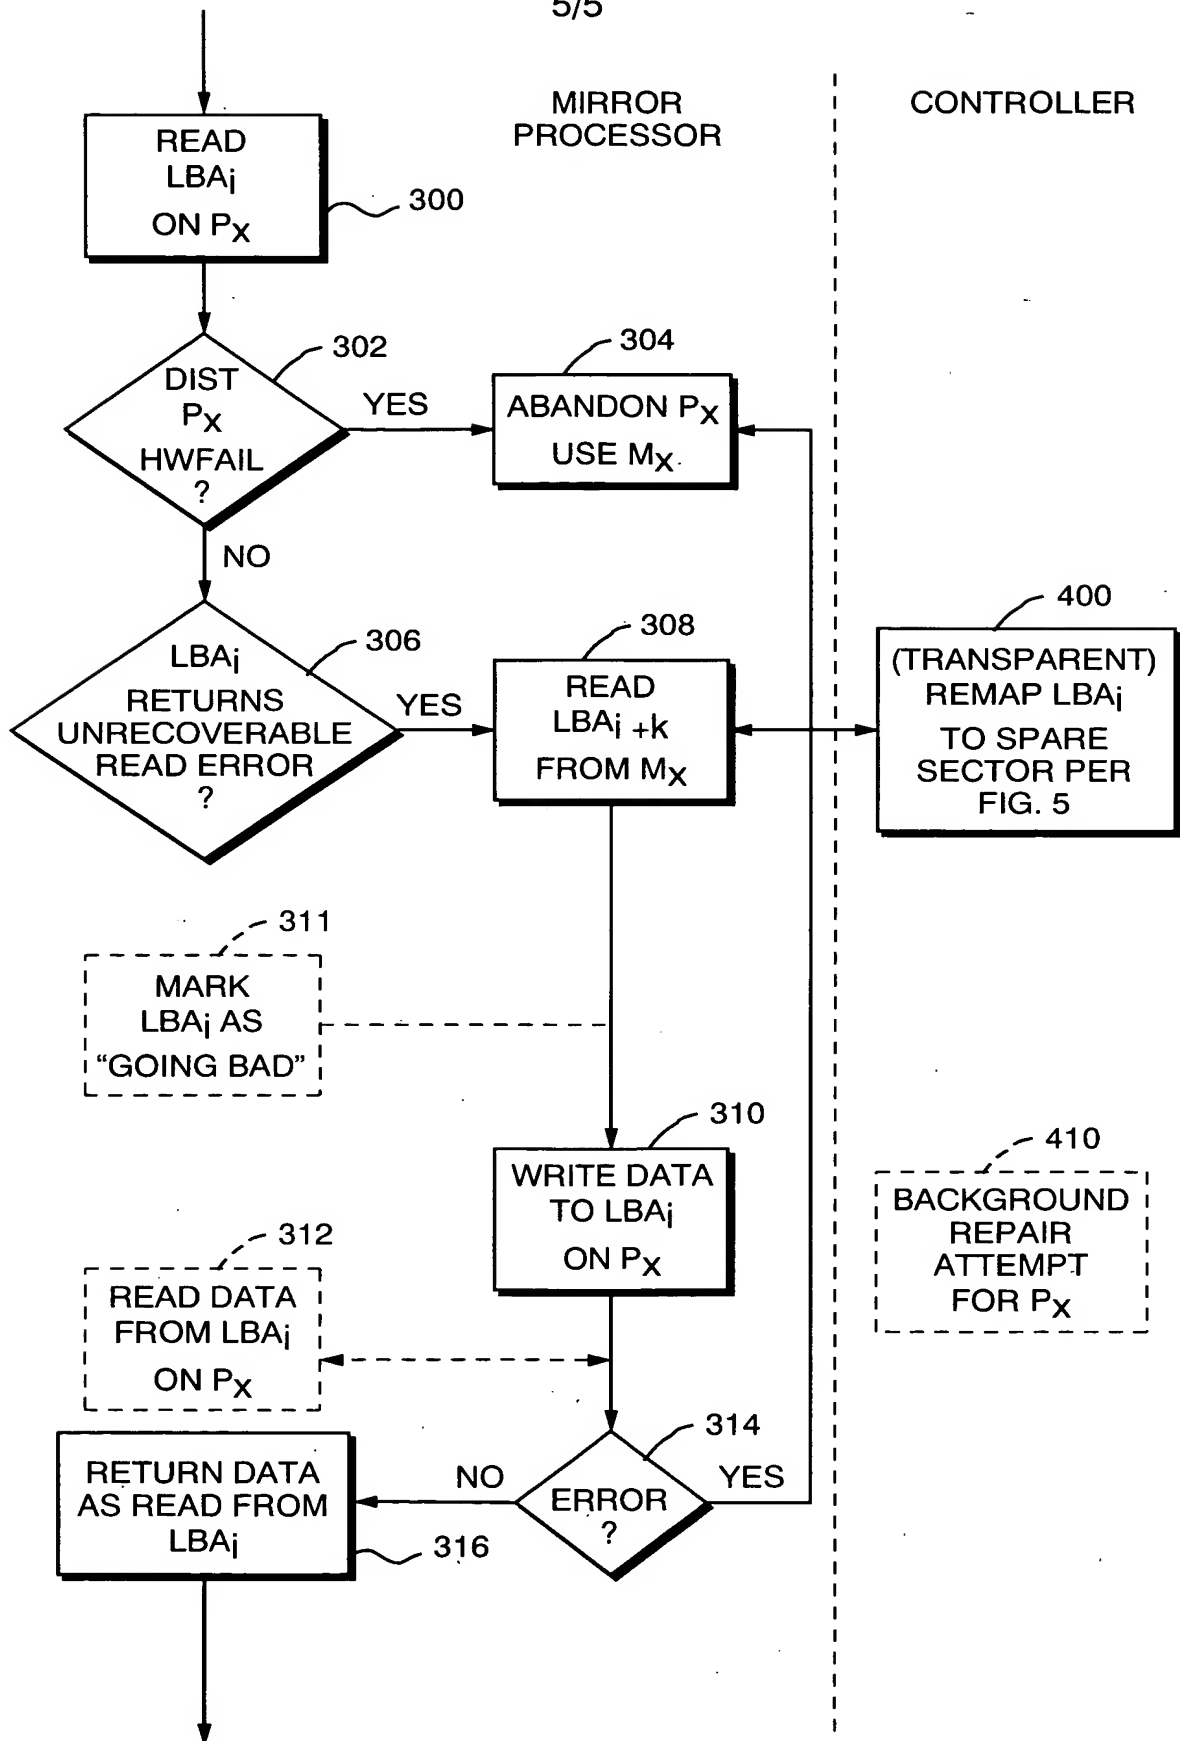 5/5
MIRROR
PROCESSOR
CONTROLLER
READ
LBAi
ON PX
300
302
DIST
PX
HWFAIL
?
YES
NO
304
ABANDON PX
USE MX
306
LBAi
RETURNS
UNRECOVERABLE
READ ERROR
?
YES
308
READ
LBAi +k
FROM MX
400
(TRANSPARENT)
REMAP LBAi
TO SPARE
SECTOR PER
FIG. 5
311
MARK
LBAi AS
“GOING BAD”
310
WRITE DATA
TO LBAi
ON PX
410
BACKGROUND
REPAIR
ATTEMPT
FOR PX
312
READ DATA
FROM LBAi
ON PX
314
ERROR
?
NO
YES
RETURN DATA
AS READ FROM
LBAi
316